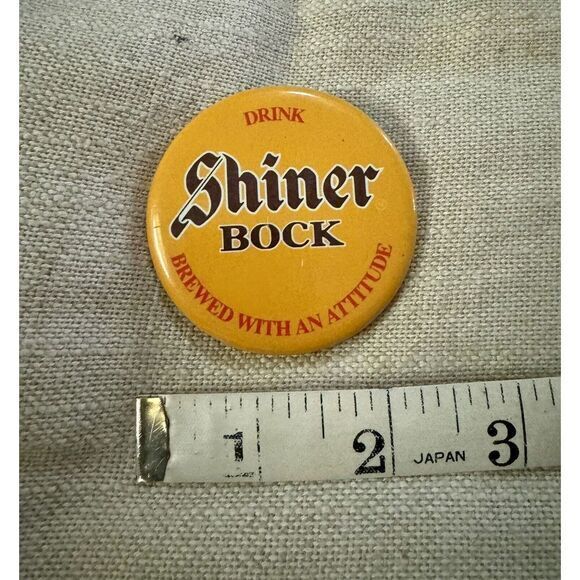 DRINK
Shiner
BOCK
BREWED WITH AN ATTITUDE
1 2 JAPAN 3